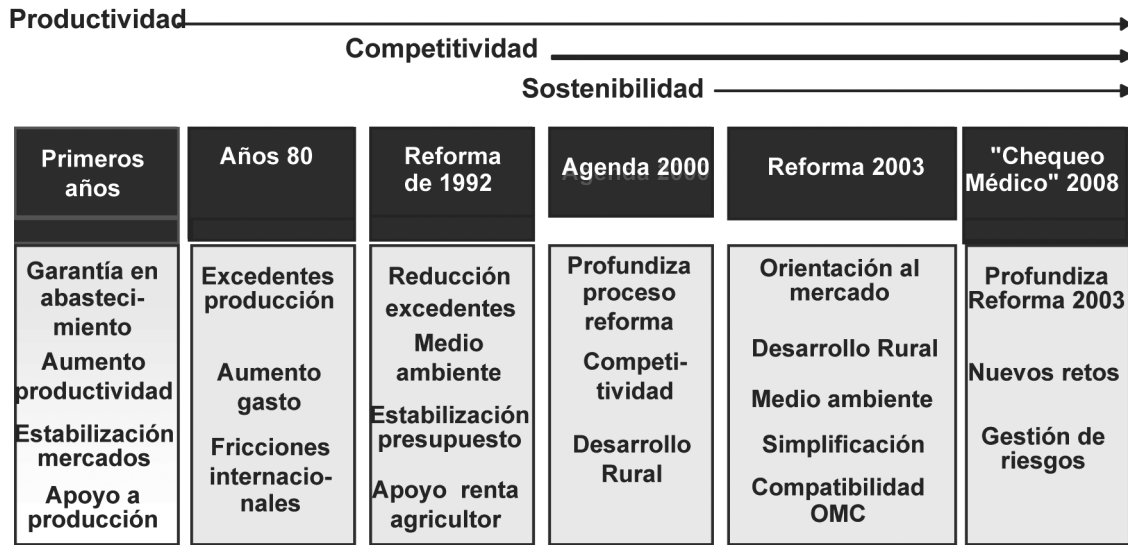 Productividad
Competitividad
Sostenibilidad
Primeros
años
Años 80
Reforma
de 1992
Agenda 2000
Reforma 2003
"Chequeo
Médico" 2008
Garantía en
abasteci-
miento
Aumento
productividad
Estabilización
mercados
Apoyo a
producción
Excedentes
producción
Aumento
gasto
Fricciones
internacio-
nales
Reducción
excedentes
Medio
ambiente
Estabilización
presupuesto
Apoyo renta
agricultor
Profundiza
proceso
reforma
Competi-
tividad
Desarrollo
Rural
Orientación al
mercado
Desarrollo Rural
Medio ambiente
Simplificación
Compatibilidad
OMC
Profundiza
Reforma 2003
Nuevos retos
Gestión de
riesgos